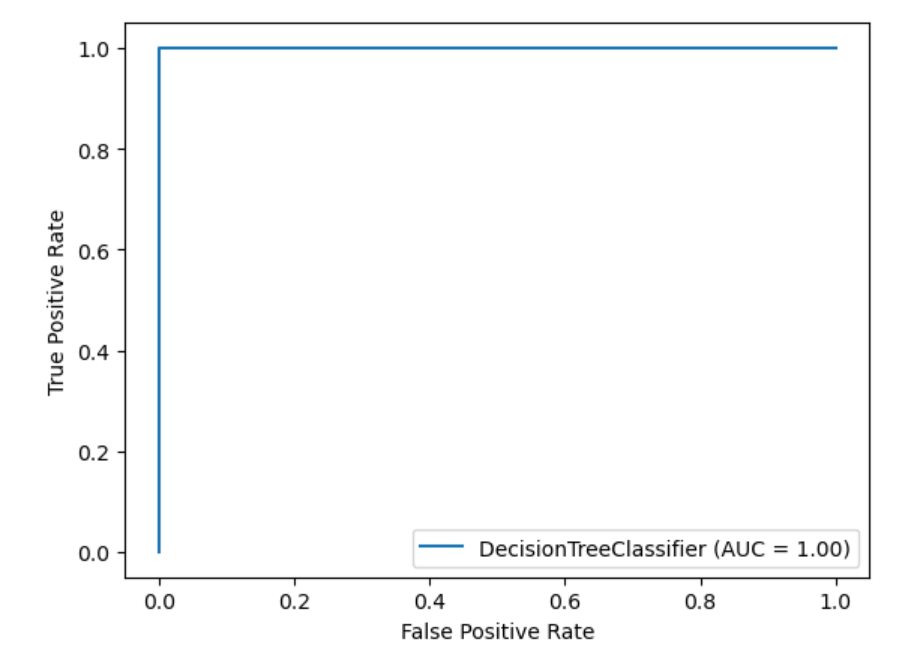 1.0
0.8
0.6
0.4
0.2
0.0
True Positive Rate
DecisionTreeClassifier (AUC = 1.00)
0.0 0.2 0.4 0.6 0.8 1.0
False Positive Rate